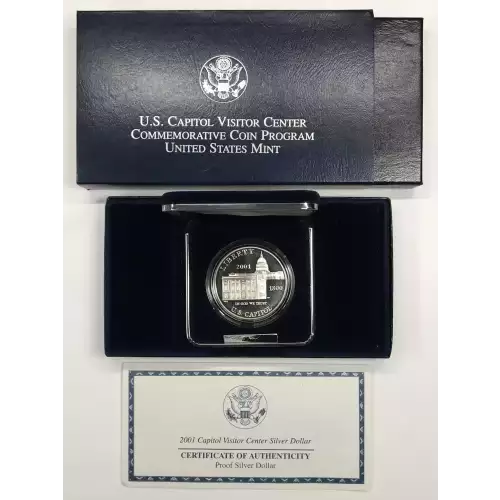 U.S. CAPITOL VISITOR CENTER
COMMEMORATIVE COIN PROGRAM
UNITED STATES MINT
LIBERTY
2001
1800
IN GOD WE TRUST
U.S. CAPITOL
2001 Capitol Visitor Center Silver Dollar
CERTIFICATE OF AUTHENTICITY
Proof Silver Dollar